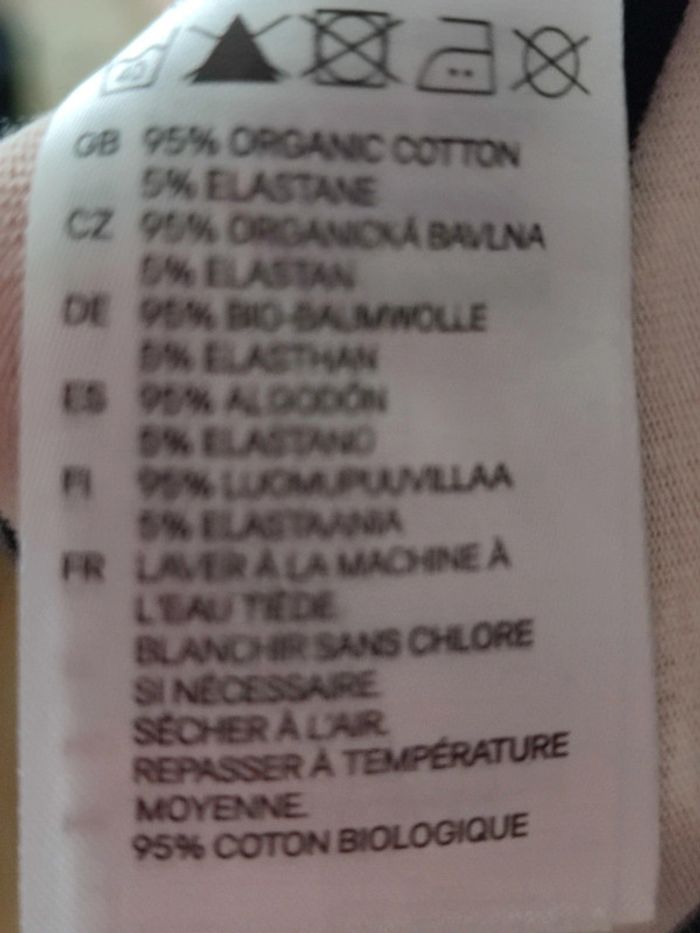 40
GB 95% ORGANIC COTTON
5% ELASTANE
CZ 95% ORGANICKÁ BAVLNA
5% ELASTAN
DE 95% BIO-BAUMWOLLE
5% ELASTHAN
ES 95% ALGODÓN
5% ELASTANO
FI 95% LUOMUPUUVILLAA
5% ELASTAANIA
FR LAVER À LA MACHINE À
L'EAU TIÈDE.
BLANCHIR SANS CHLORE
SI NÉCESSAIRE.
SÉCHER À L'AIR.
REPASSER À TEMPÉRATURE
MOYENNE.
95% COTON BIOLOGIQUE